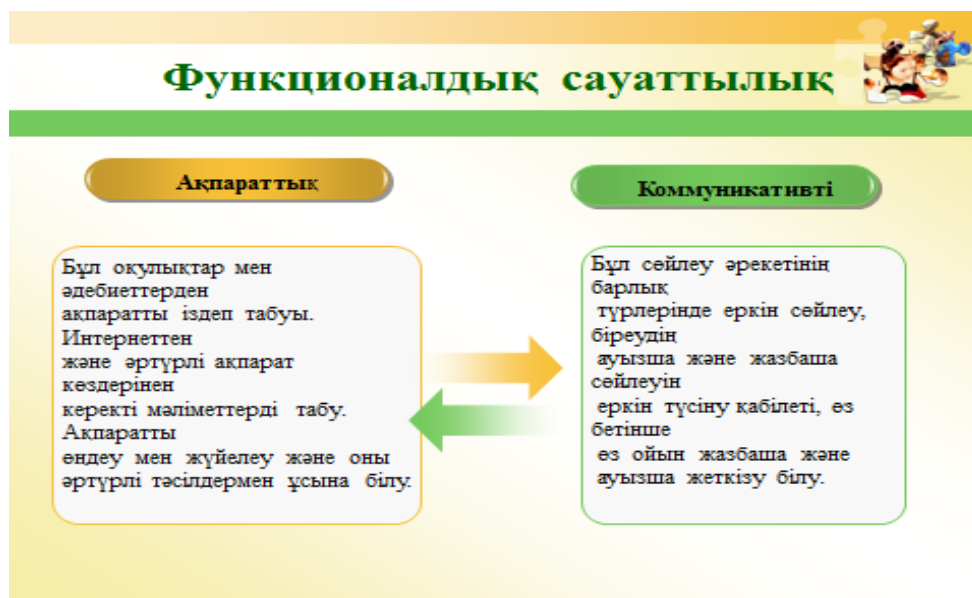 Функционалдық сауаттылық
Ақпараттық
Бұл оқулықтар мен
әдебиеттерден
ақпаратты іздеп табуы.
Интернеттен
және әртүрлі ақпарат
көздерінен
керекті мәліметтерді табу.
Ақпаратты
өңдеу мен жүйелеу және оны
әртүрлі тәсілдермен ұсына білу.
Коммуникативті
Бұл сөйлеу әрекетінің
барлық
түрлерінде еркін сөйлеу,
біреудің
ауызша және жазбаша
сөйлеуін
еркін түсіну қабілеті, өз
бетінше
өз ойын жазбаша және
ауызша жеткізу білу.